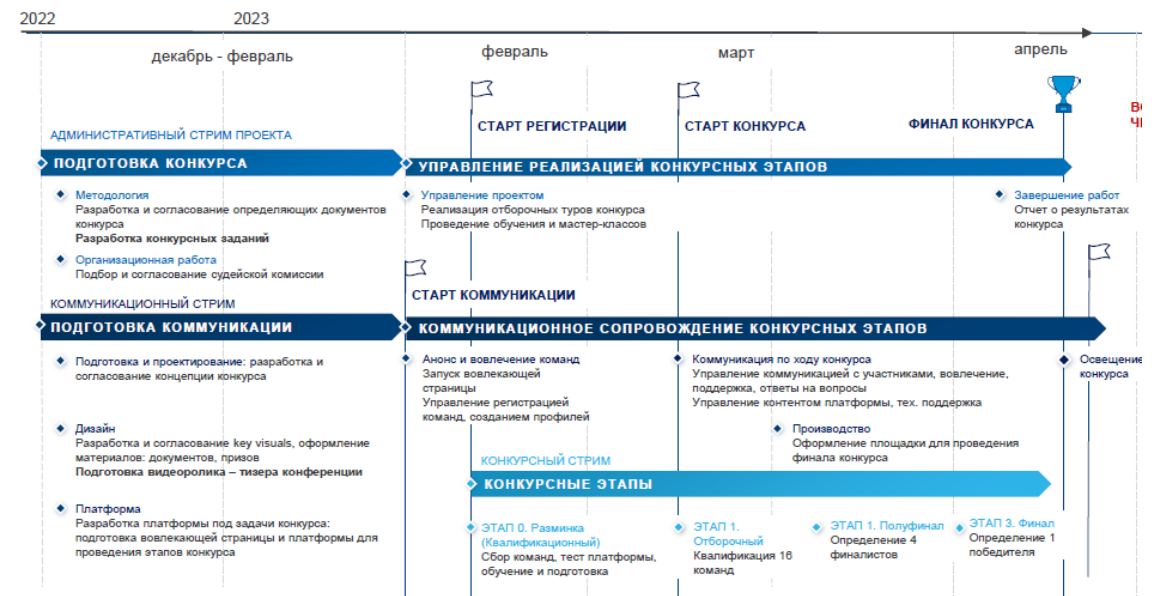 2022
2023
декабрь - февраль
февраль
март
апрель
СТАРТ РЕГИСТРАЦИИ
СТАРТ КОНКУРСА
ФИНАЛ КОНКУРСА
АДМИНИСТРАТИВНЫЙ СТРИМ ПРОЕКТА
ПОДГОТОВКА КОНКУРСА
УПРАВЛЕНИЕ РЕАЛИЗАЦИЕЙ КОНКУРСНЫХ ЭТАПОВ
Методология
Разработка и согласование определяющих документов
конкурса
Разработка конкурсных заданий
Организационная работа
Подбор и согласование судейской комиссии
Управление проектом
Реализация отборочных туров конкурса
Проведение обучения и мастер-классов
Завершение работ
Отчет о результатах
конкурса
СТАРТ КОММУНИКАЦИИ
КОММУНИКАЦИОННЫЙ СТРИМ
ПОДГОТОВКА КОММУНИКАЦИИ
КОММУНИКАЦИОННОЕ СОПРОВОЖДЕНИЕ КОНКУРСНЫХ ЭТАПОВ
Подготовка и проектирование: разработка и
согласование концепции конкурса
Дизайн
Разработка и согласование key visuals, оформление
материалов: документов, призов
Подготовка видеоролика – тизера конференции
Платформа
Разработка платформы под задачи конкурса:
подготовка вовлекающей страницы и платформы для
проведения этапов конкурса
Анонс и вовлечение команд
Запуск вовлекающей
страницы
Управление регистрацией
команд, созданием профилей
Коммуникация по ходу конкурса
Управление коммуникацией с участниками, вовлечение,
поддержка, ответы на вопросы
Управление контентом платформы, тех. поддержка
Производство
Оформление площадки для проведения
финала конкурса
Освещение
конкурса
КОНКУРСНЫЙ СТРИМ
КОНКУРСНЫЕ ЭТАПЫ
ЭТАП 0. Разминка
(Квалификационный)
Сбор команд, тест платформы,
обучение и подготовка
ЭТАП 1.
Отборочный
Квалификация 16
команд
ЭТАП 1. Полуфинал
Определение 4
финалистов
ЭТАП 3. Финал
Определение 1
победителя